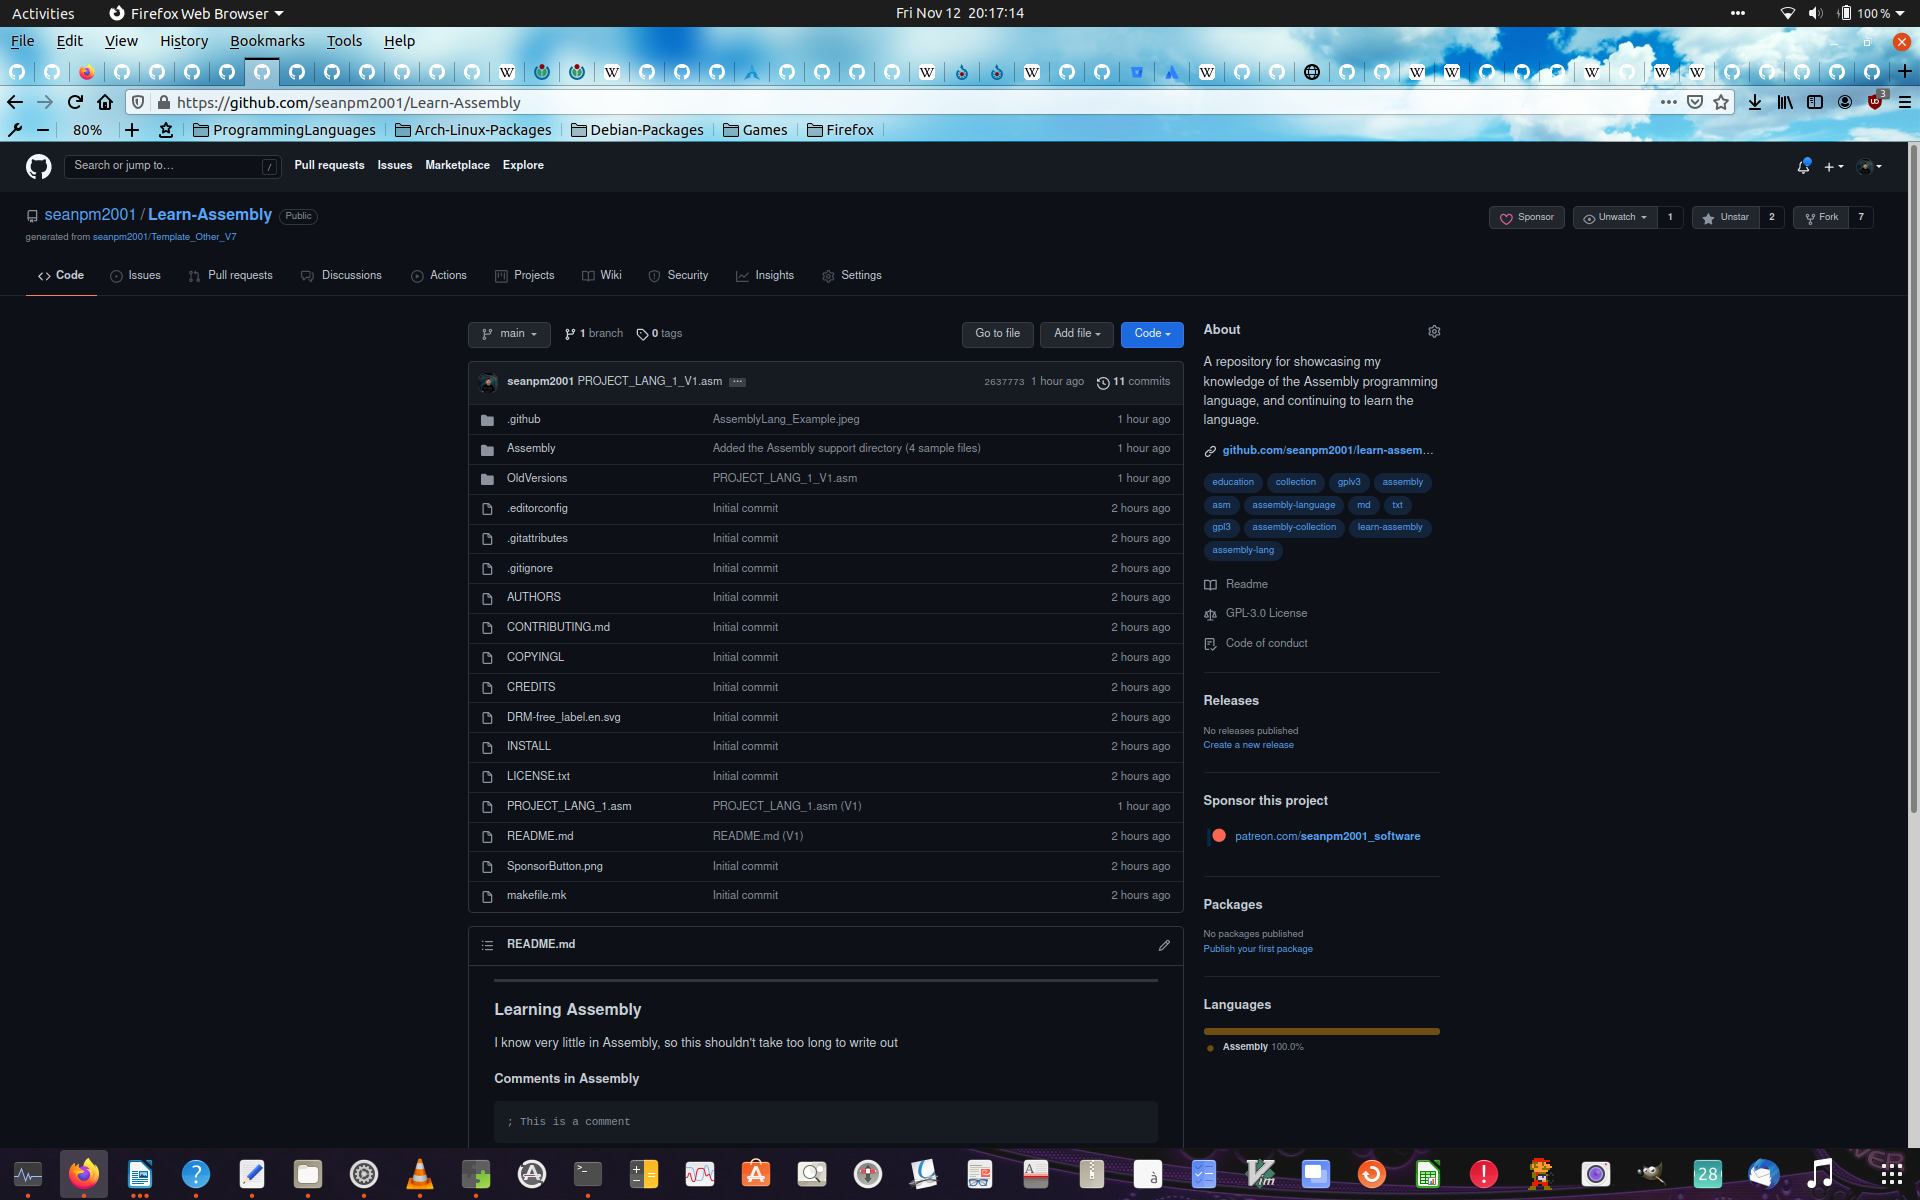 Activities
Firefox Web Browser
Fri Nov 12 20:17:14
100 %
File Edit View History Bookmarks Tools Help
https://github.com/seanpm2001/Learn-Assembly
3
80%
ProgrammingLanguages
Arch-Linux-Packages
Debian-Packages
Games
Firefox
Search or jump to…
/
Pull requests
Issues
Marketplace
Explore
seanpm2001 / Learn-Assembly
Public
Sponsor
Unwatch 1
Unstar 2
Fork 7
generated from seanpm2001/Template_Other_V7
Code
Issues
Pull requests
Discussions
Actions
Projects
Wiki
Security
Insights
Settings
main
1 branch
0 tags
Go to file
Add file
Code
seanpm2001 PROJECT_LANG_1_V1.asm 2637773 1 hour ago 11 commits
.github AssemblyLang_Example.jpeg 1 hour ago
Assembly Added the Assembly support directory (4 sample files) 1 hour ago
OldVersions PROJECT_LANG_1_V1.asm 1 hour ago
.editorconfig Initial commit 2 hours ago
.gitattributes Initial commit 2 hours ago
.gitignore Initial commit 2 hours ago
AUTHORS Initial commit 2 hours ago
CONTRIBUTING.md Initial commit 2 hours ago
COPYINGL Initial commit 2 hours ago
CREDITS Initial commit 2 hours ago
DRM-free_label.en.svg Initial commit 2 hours ago
INSTALL Initial commit 2 hours ago
LICENSE.txt Initial commit 2 hours ago
PROJECT_LANG_1.asm PROJECT_LANG_1.asm (V1) 1 hour ago
README.md README.md (V1) 2 hours ago
SponsorButton.png Initial commit 2 hours ago
makefile.mk Initial commit 2 hours ago
README.md
Learning Assembly
I know very little in Assembly, so this shouldn't take too long to write out
Comments in Assembly
; This is a comment
About
A repository for showcasing my
knowledge of the Assembly programming
language, and continuing to learn the
language.
github.com/seanpm2001/learn-assem…
education collection gplv3 assembly
asm assembly-language md txt
gpl3 assembly-collection learn-assembly
assembly-lang
Readme
GPL-3.0 License
Code of conduct
Releases
No releases published
Create a new release
Sponsor this project
patreon.com/seanpm2001_software
Packages
No packages published
Publish your first package
Languages
Assembly 100.0%
28